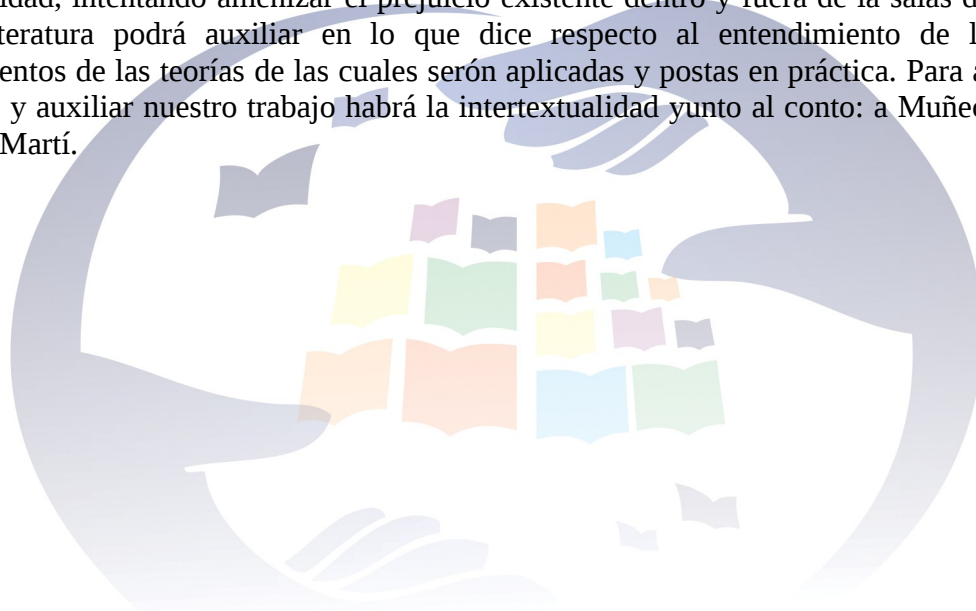 idad, intentando amenizar el prejuicio existente dentro y fuera de la salas d
teratura podrá auxiliar en lo que dice respecto al entendimiento de l
entos de las teorías de las cuales serón aplicadas y postas en práctica. Para a
y auxiliar nuestro trabajo habrá la intertextualidad yunto al conto: a Muñe
Martí.